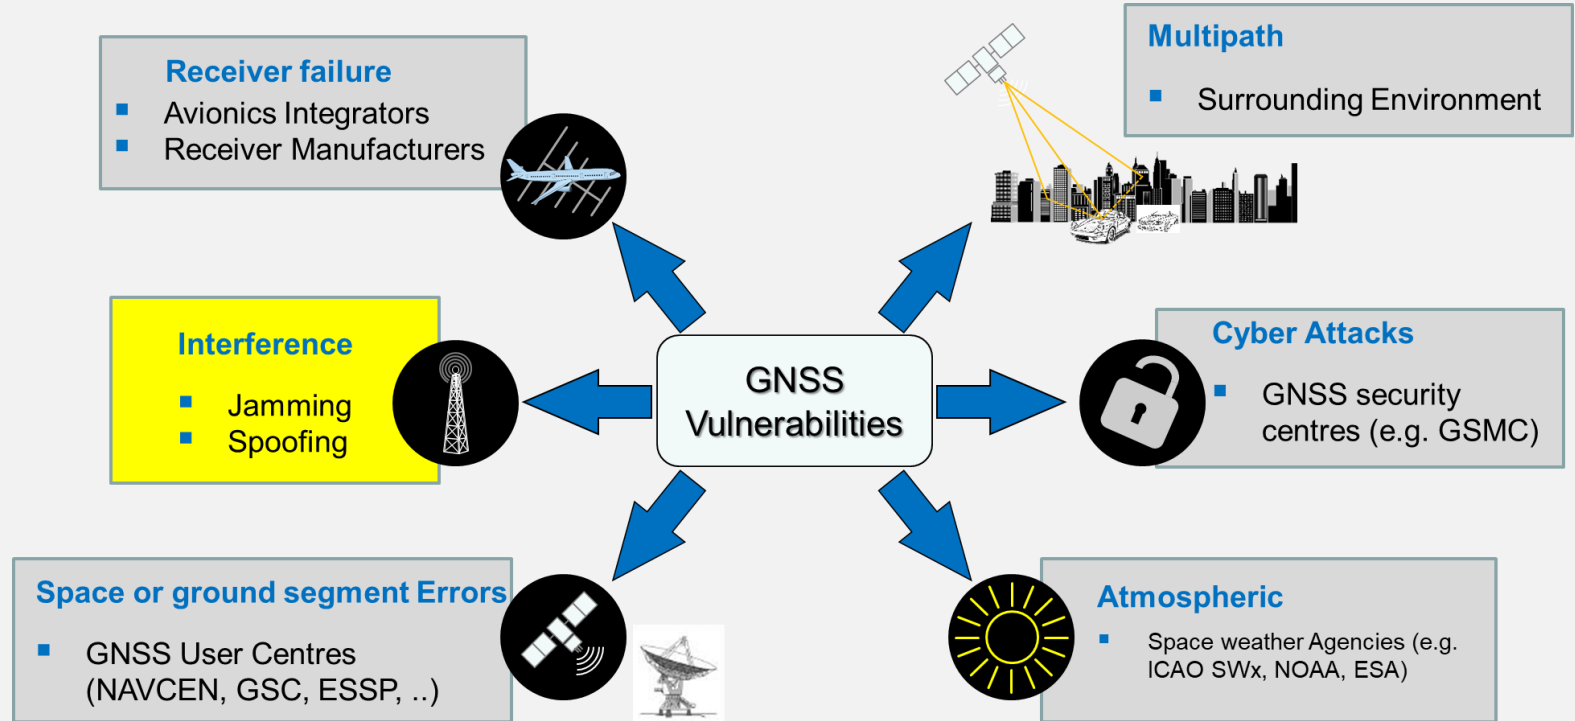 Receiver failure
Avionics Integrators
Receiver Manufacturers
Multipath
Surrounding Environment
Interference
Jamming
Spoofing
GNSS
Vulnerabilities
Cyber Attacks
GNSS security
centres (e.g. GSMC)
Space or ground segment Errors
GNSS User Centres
(NAVCEN, GSC, ESSP, ..)
Atmospheric
Space weather Agencies (e.g.
ICAO SWx, NOAA, ESA)